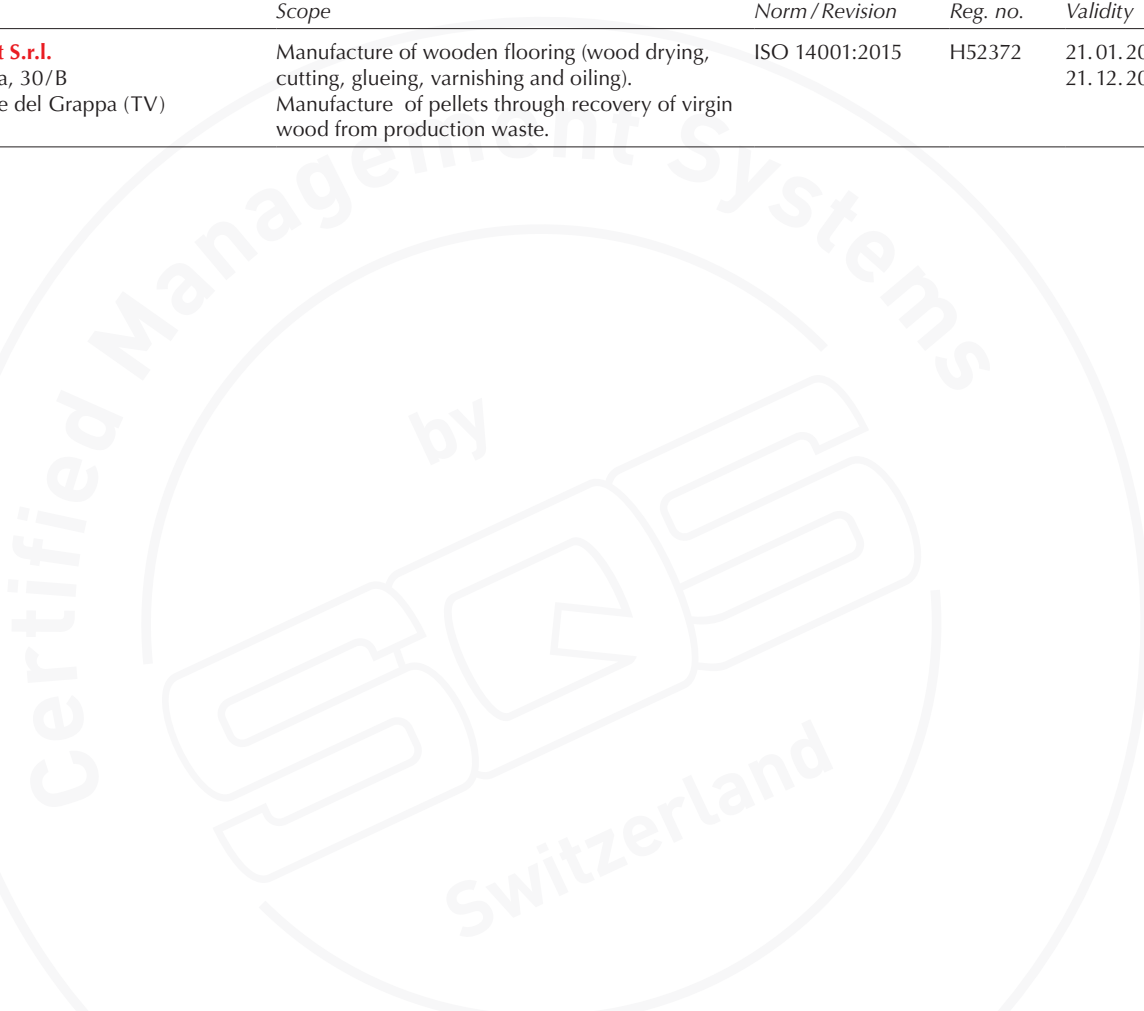 Scope Norm / Revision Reg. no. Validity
t S.r.l. Manufacture of wooden flooring (wood drying, ISO 14001:2015 H52372 21.01.20
a, 30/B cutting, glueing, varnishing and oiling). 21.12.20
e del Grappa (TV) Manufacture of pellets through recovery of virgin
wood from production waste.
Certified Management Systems
by
SQS
Switzerland